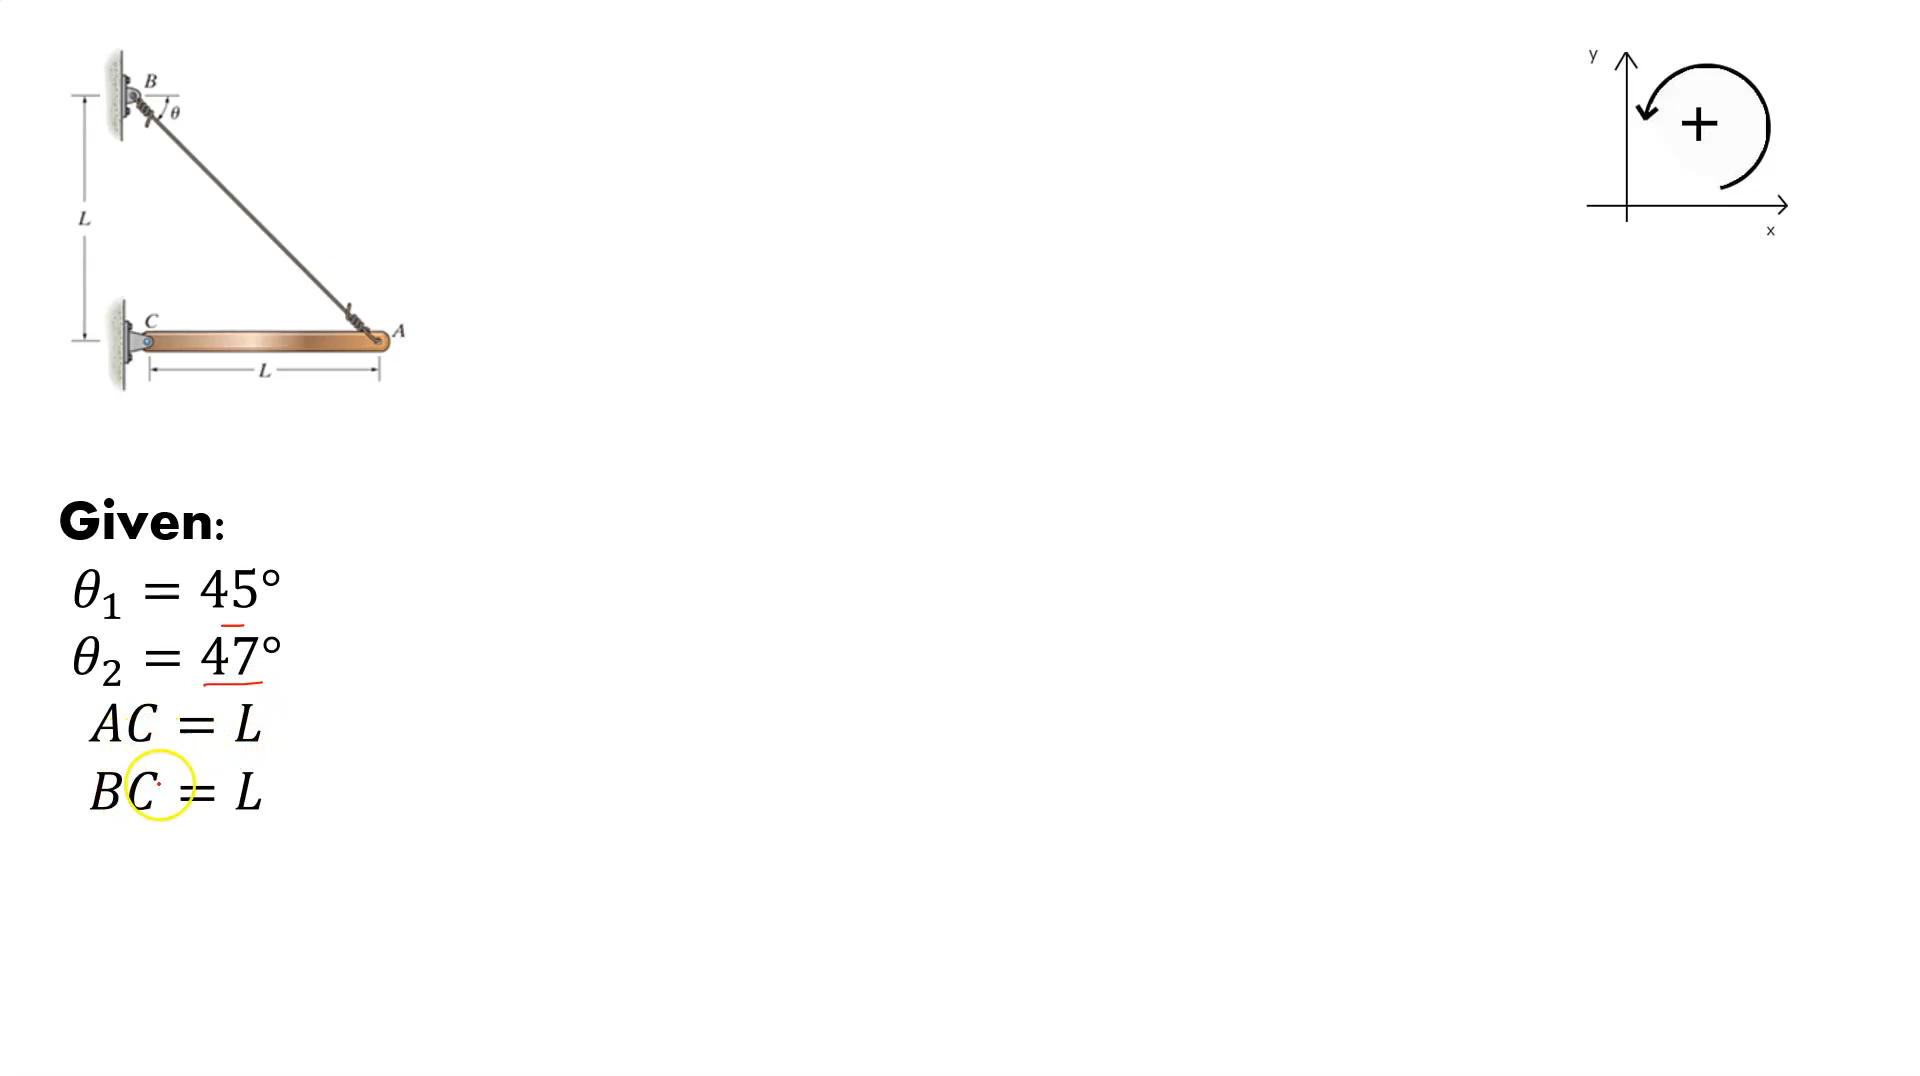 B
θ
L
C
A
L
y
+
x
Given:
θ₁ = 45°
θ₂ = 47°
AC = L
BC = L